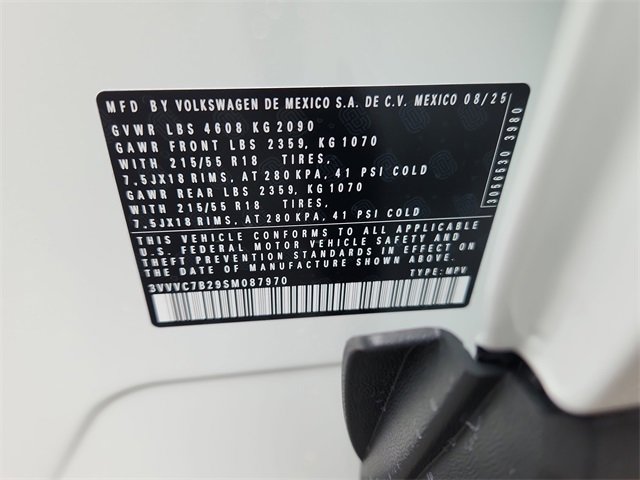 MFD BY VOLKSWAGEN DE MEXICO S.A. DE C.V. MEXICO 08/25
GVWR LBS 4608 KG 2090
GAWR FRONT LBS 2359, KG 1070
WITH 215/55 R18 TIRES,
7,5JX18 RIMS, AT 280 KPA, 41 PSI COLD
GAWR REAR LBS 2359, KG 1070
WITH 215/55 R18 TIRES,
7,5JX18 RIMS, AT 280 KPA, 41 PSI COLD
THIS VEHICLE CONFORMS TO ALL APPLICABLE
U.S. FEDERAL MOTOR VEHICLE SAFETY AND
THEFT PREVENTION STANDARDS IN EFFECT ON
THE DATE OF MANUFACTURE SHOWN ABOVE.
3VVVC7B29SM087970 TYPE: MPV
3056530 3980